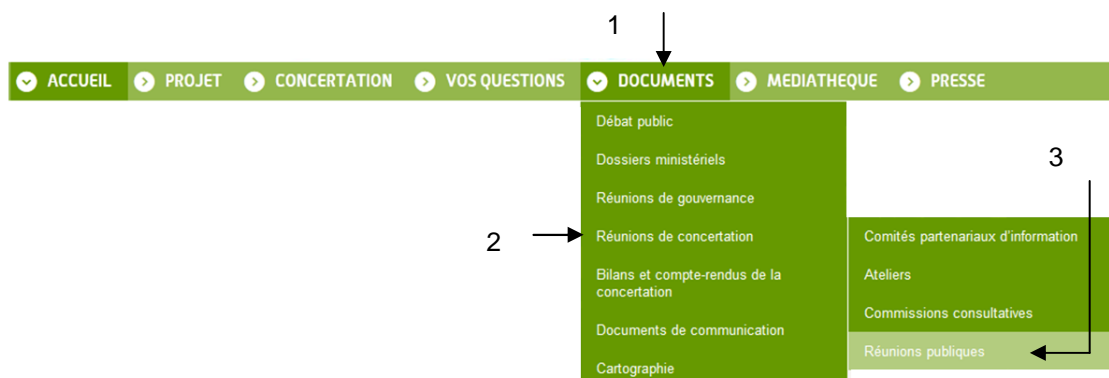 1
ACCUEIL PROJET CONCERTATION VOS QUESTIONS DOCUMENTS MEDIATHEQUE PRESSE
Débat public
Dossiers ministériels
3
Réunions de gouvernance
2
Réunions de concertation
Comités partenariaux d'information
Bilans et compte-rendus de la
concertation
Ateliers
Commissions consultatives
Documents de communication
Réunions publiques
Cartographie